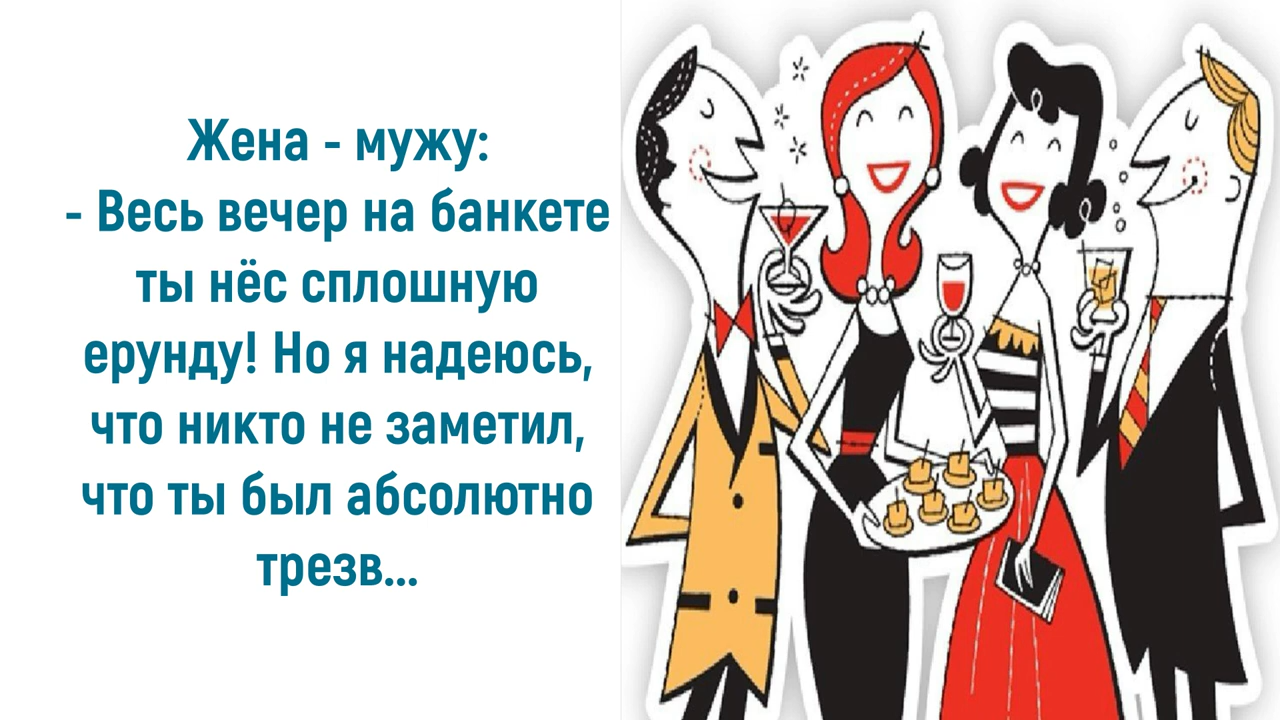 Жена - мужу:
- Весь вечер на банкете
ты нёс сплошную
ерунду! Но я надеюсь,
что никто не заметил,
что ты был абсолютно
трезв...